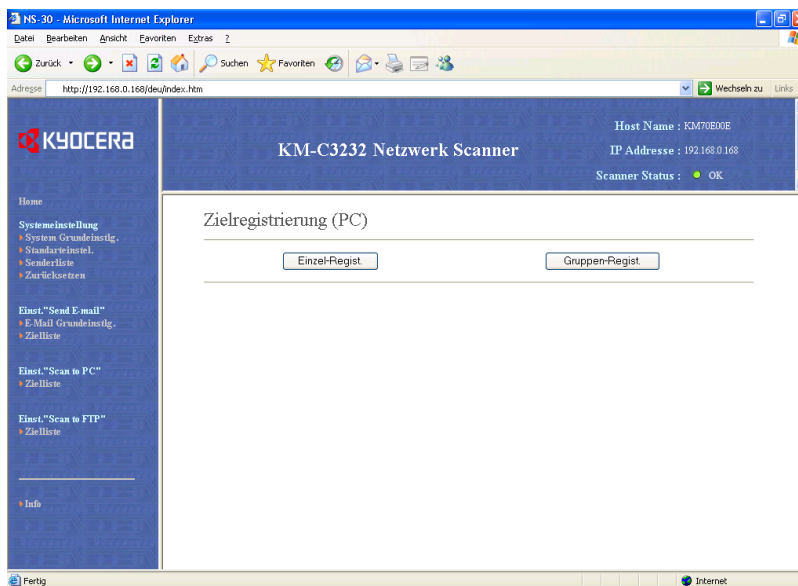 NS-30 - Microsoft Internet Explorer
Datei Bearbeiten Ansicht Favoriten Extras ?
Zurück Suchen Favoriten
Adresse http://192.168.0.168/deu/index.htm Wechseln zu Links
KYOCERA
KM-C3232 Netzwerk Scanner
Host Name : KM70E00E
IP Addresse : 192.168.0.168
Scanner Status : OK
Home
Systemeinstellung
System Grundeinstlg.
Standarteinstel.
Senderliste
Zurücksetzen
Einst."Send E-mail"
E-Mail Grundeinstlg.
Zielliste
Einst."Scan to PC"
Zielliste
Einst."Scan to FTP"
Zielliste
Info
Zielregistrierung (PC)
Einzel-Regist. Gruppen-Regist.
Fertig Internet